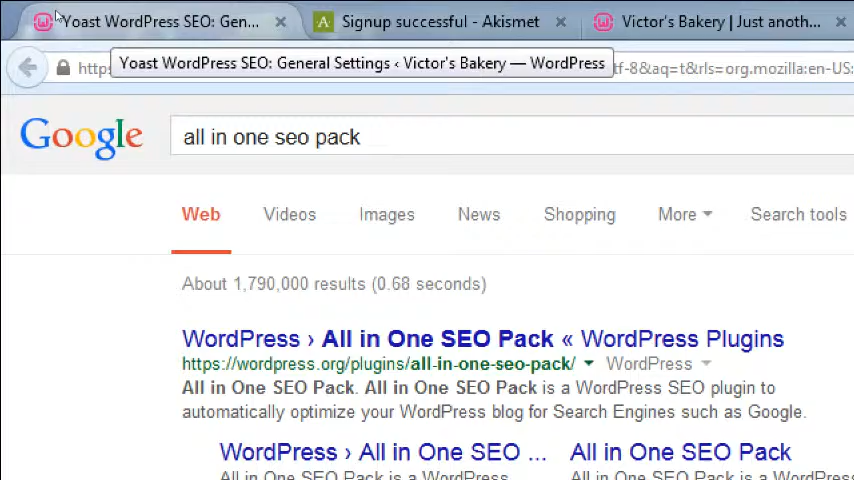 Yoast WordPress SEO: Gen...
Signup successful - Akismet
Victor's Bakery | Just anoth...
https
Yoast WordPress SEO: General Settings ‹ Victor's Bakery — WordPress
tf-8&aq=t&rls=org.mozilla:en-US:
Google
all in one seo pack
Web
Videos
Images
News
Shopping
More
Search tools
About 1,790,000 results (0.68 seconds)
WordPress › All in One SEO Pack « WordPress Plugins
https://wordpress.org/plugins/all-in-one-seo-pack/
WordPress
All in One SEO Pack. All in One SEO Pack is a WordPress SEO plugin to
automatically optimize your WordPress blog for Search Engines such as Google.
WordPress › All in One SEO ...
All in One SEO Pack
All in One SEO Pack is a WordPress
All in One SEO Pack is a WordPress